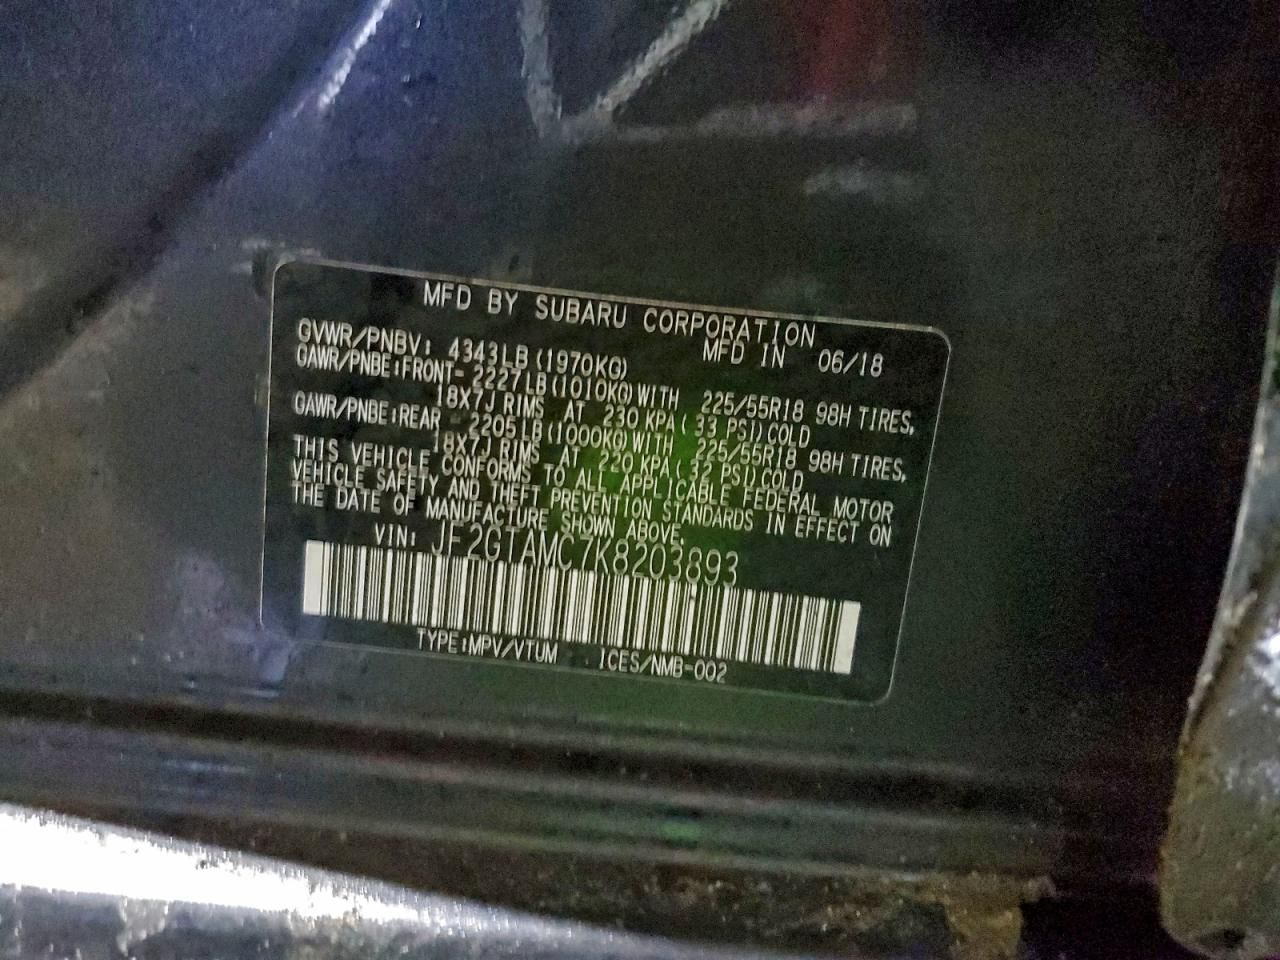 MFD BY SUBARU CORPORATION
MFD IN 06/18
GVWR/PNBV: 4343LB(1970KG)
GAWR/PNBE:FRONT- 2227LB(1010KG)WITH 225/55R18 98H TIRES,
18X7J RIMS AT 230 KPA( 33 PSI)COLD
GAWR/PNBE:REAR - 2205LB(1000KG)WITH 225/55R18 98H TIRES,
18X7J RIMS AT 220 KPA( 32 PSI)COLD
THIS VEHICLE CONFORMS TO ALL APPLICABLE FEDERAL MOTOR
VEHICLE SAFETY AND THEFT PREVENTION STANDARDS IN EFFECT ON
THE DATE OF MANUFACTURE SHOWN ABOVE.
VIN: JF2GTAMC7K8203893
TYPE:MPV/VTUM ICES/NMB-002